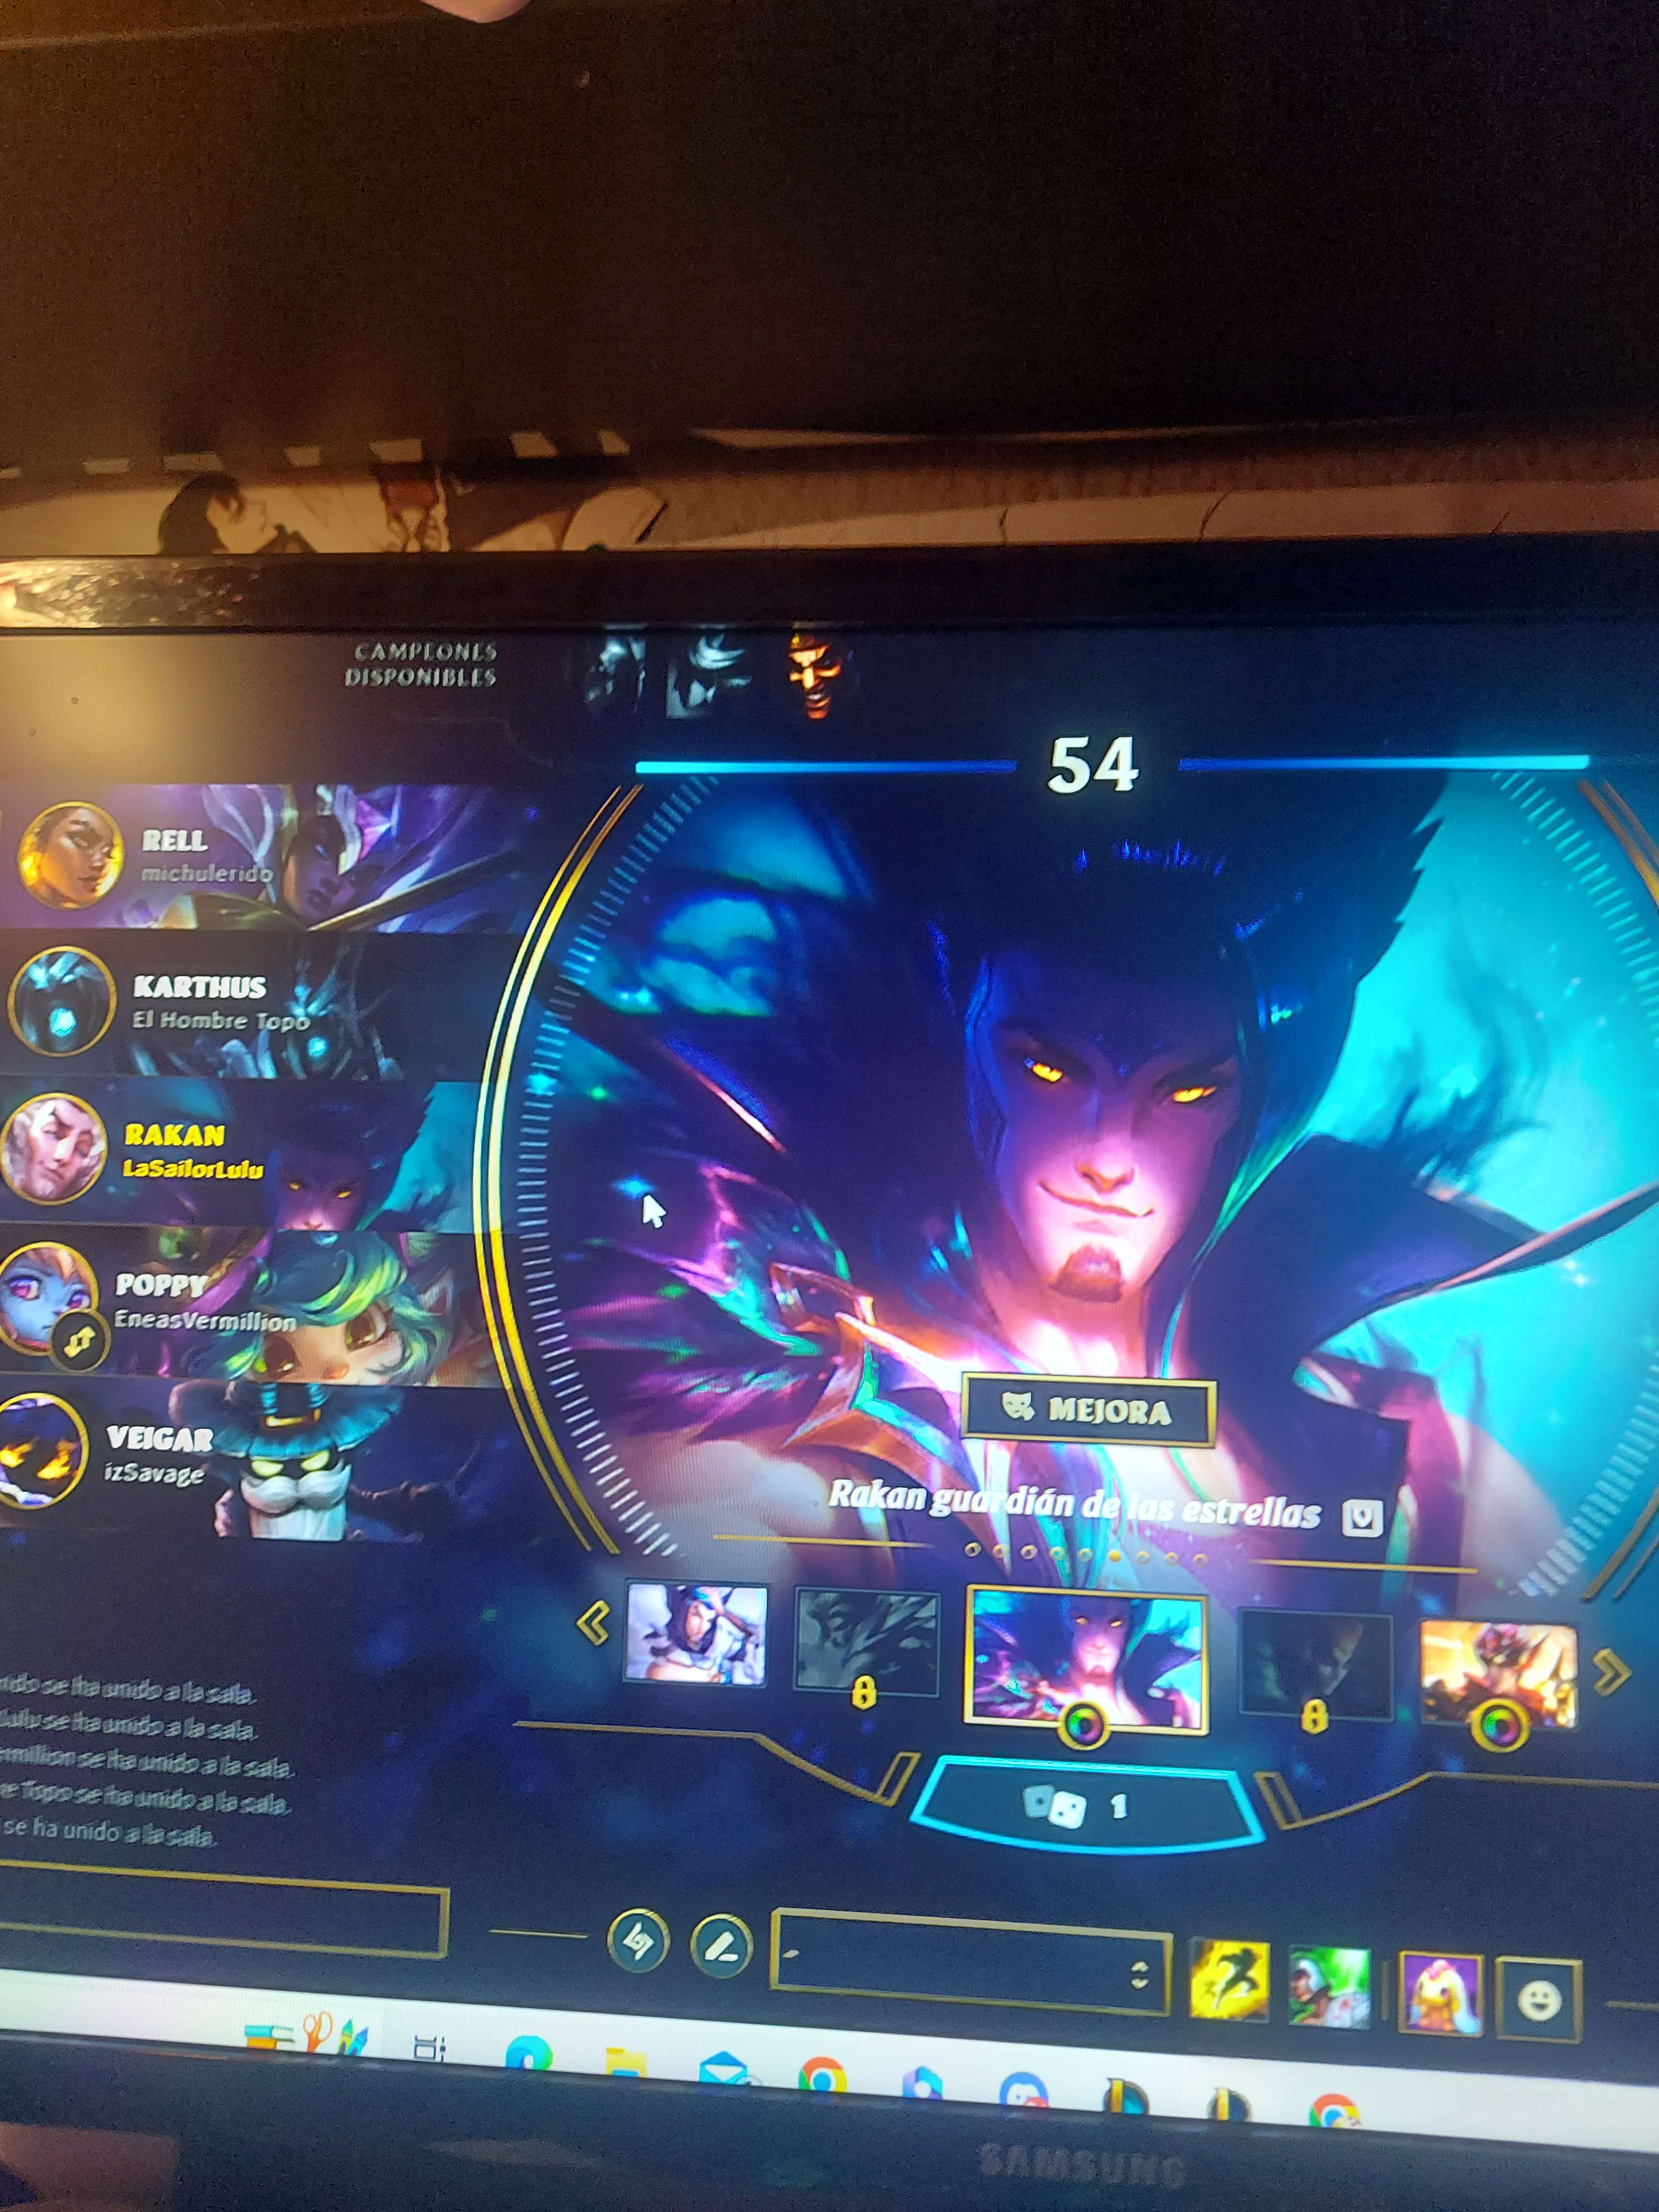 CAMPEONES
DISPONIBLES
54
RELL
michulerido
KARTHUS
El Hombre Topo
RAKAN
LaSailorLulu
POPPY
EneasVermillion
VEIGAR
izSavage
MEJORA
Rakan guardián de las estrellas
se ha unido a la sala.
se ha unido a la sala.
se ha unido a la sala.
Topo se ha unido a la sala.
se ha unido a la sala.
1
SAMSUNG